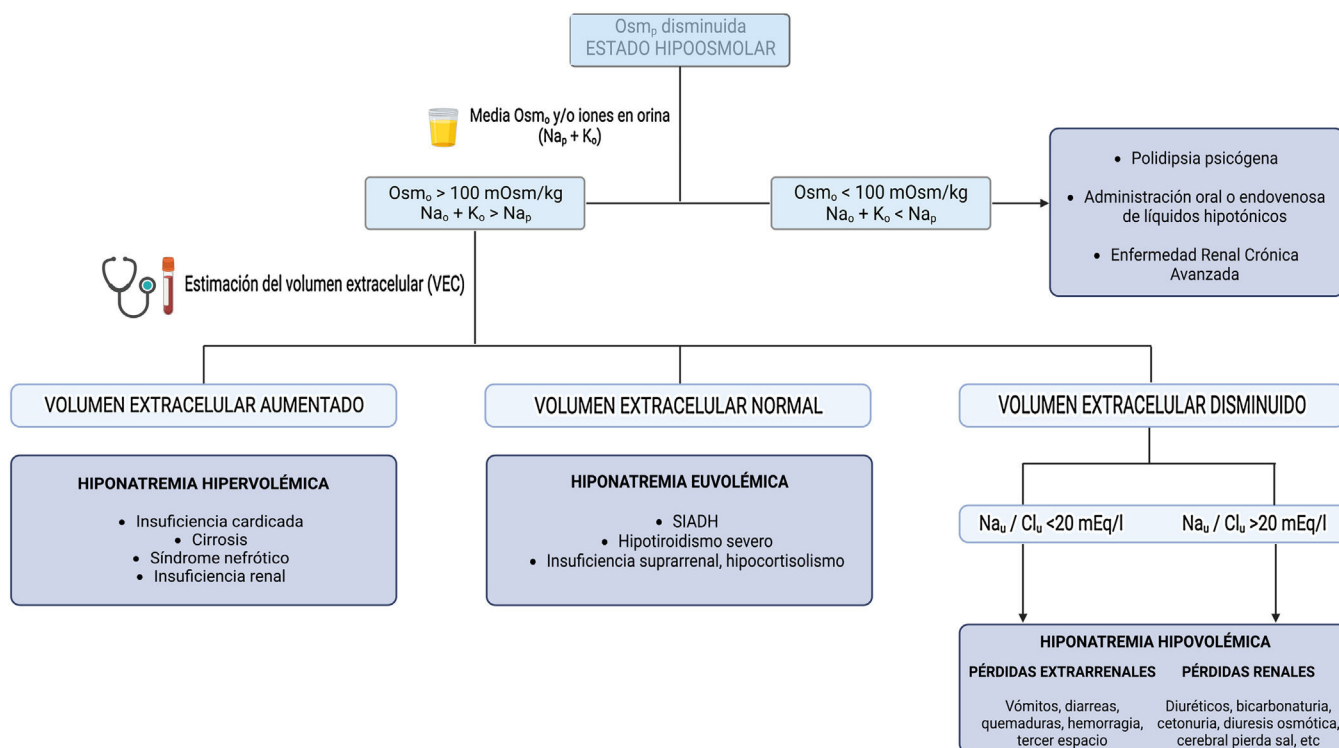 Osmₚ disminuida
ESTADO HIPOOSMOLAR
Media Osmₒ y/o iones en orina
(Naₚ + Kₒ)
Osmₒ > 100 mOsm/kg
Naₒ + Kₒ > Naₚ
Osmₒ < 100 mOsm/kg
Naₒ + Kₒ < Naₚ
• Polidipsia psicógena
• Administración oral o endovenosa
de líquidos hipotónicos
• Enfermedad Renal Crónica
Avanzada
Estimación del volumen extracelular (VEC)
VOLUMEN EXTRACELULAR AUMENTADO
VOLUMEN EXTRACELULAR NORMAL
VOLUMEN EXTRACELULAR DISMINUIDO
HIPONATREMIA HIPERVOLÉMICA
• Insuficiencia cardicada
• Cirrosis
• Síndrome nefrótico
• Insuficiencia renal
HIPONATREMIA EUVOLÉMICA
• SIADH
• Hipotiroidismo severo
• Insuficiencia suprarrenal, hipocortisolismo
Naᵤ / Clᵤ <20 mEq/l
Naᵤ / Clᵤ >20 mEq/l
HIPONATREMIA HIPOVOLÉMICA
PÉRDIDAS EXTRARRENALES
Vómitos, diarreas,
quemaduras, hemorragia,
tercer espacio
PÉRDIDAS RENALES
Diuréticos, bicarbonaturia,
cetonuria, diuresis osmótica,
cerebral pierda sal, etc